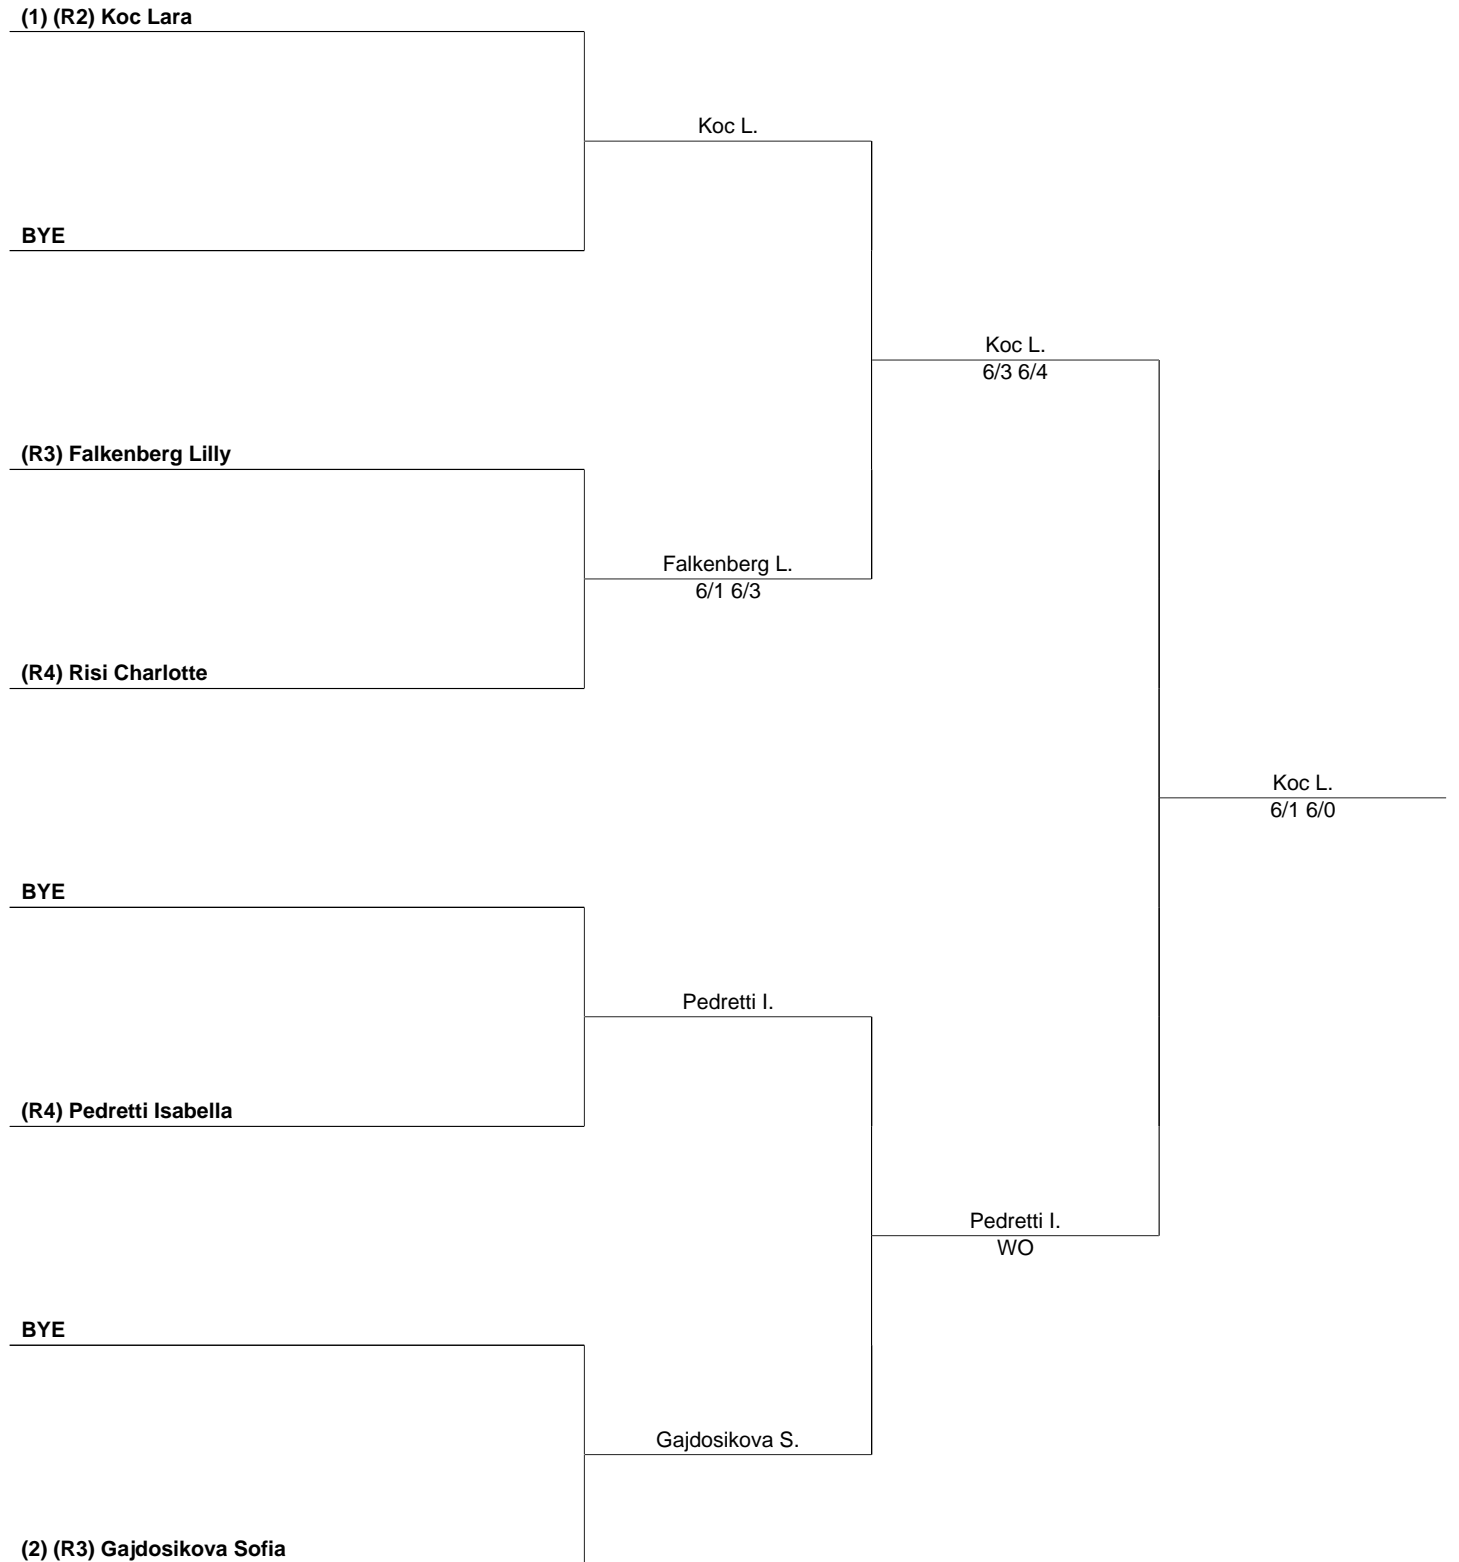 (1) (R2) Koc Lara
Koc L.
BYE
Koc L.
6/3 6/4
(R3) Falkenberg Lilly
Falkenberg L.
6/1 6/3
(R4) Risi Charlotte
Koc L.
6/1 6/0
BYE
Pedretti I.
(R4) Pedretti Isabella
Pedretti I.
WO
BYE
Gajdosikova S.
(2) (R3) Gajdosikova Sofia